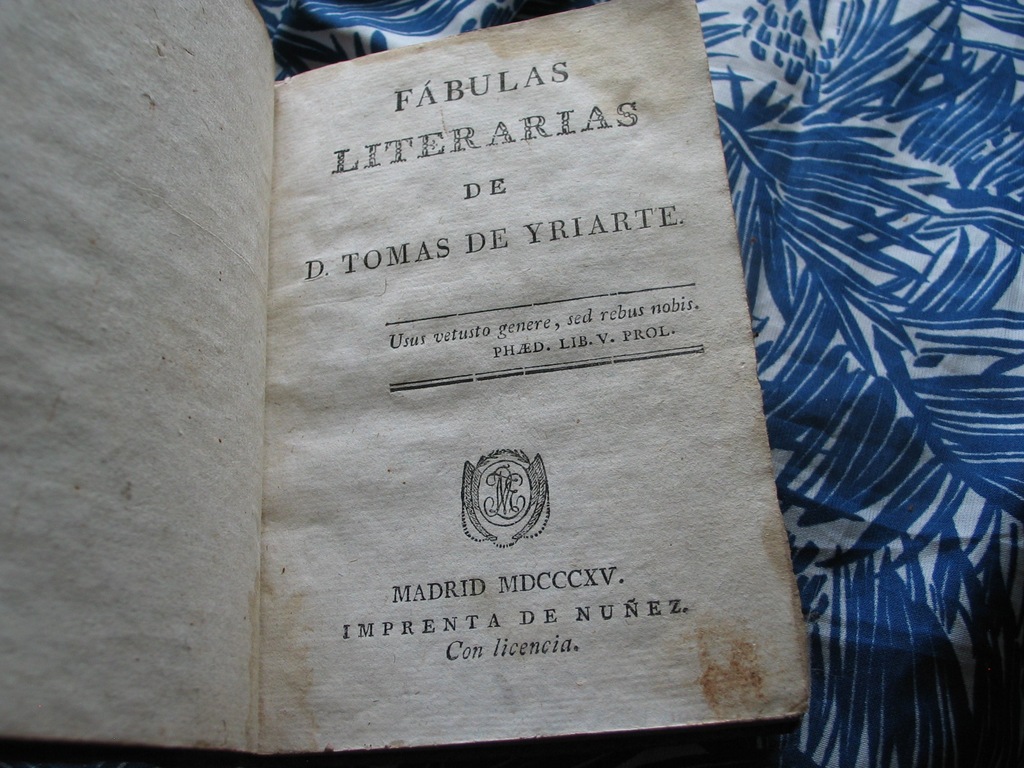 FÁBULAS
LITERARIAS
DE
D. TOMAS DE YRIARTE.
Usus vetusto genere, sed rebus nobis.
PHÆD. LIB. V. PROL.
MADRID MDCCCXV.
IMPRENTA DE NUÑEZ.
Con licencia.